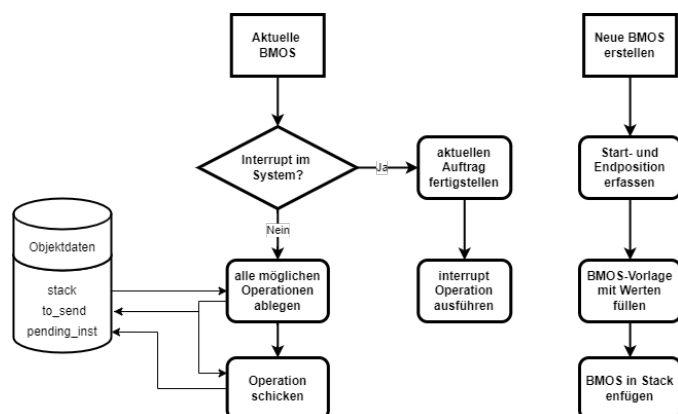 Aktuelle
BMOS
Neue BMOS
erstellen
Interrupt im
System?
Ja
aktuellen
Auftrag
fertigstellen
Start- und
Endposition
erfassen
Nein
Objektdaten
stack
to_send
pending_inst
alle möglichen
Operationen
ablegen
interrupt
Operation
ausführen
BMOS-Vorlage
mit Werten
füllen
Operation
schicken
BMOS in Stack
enfügen